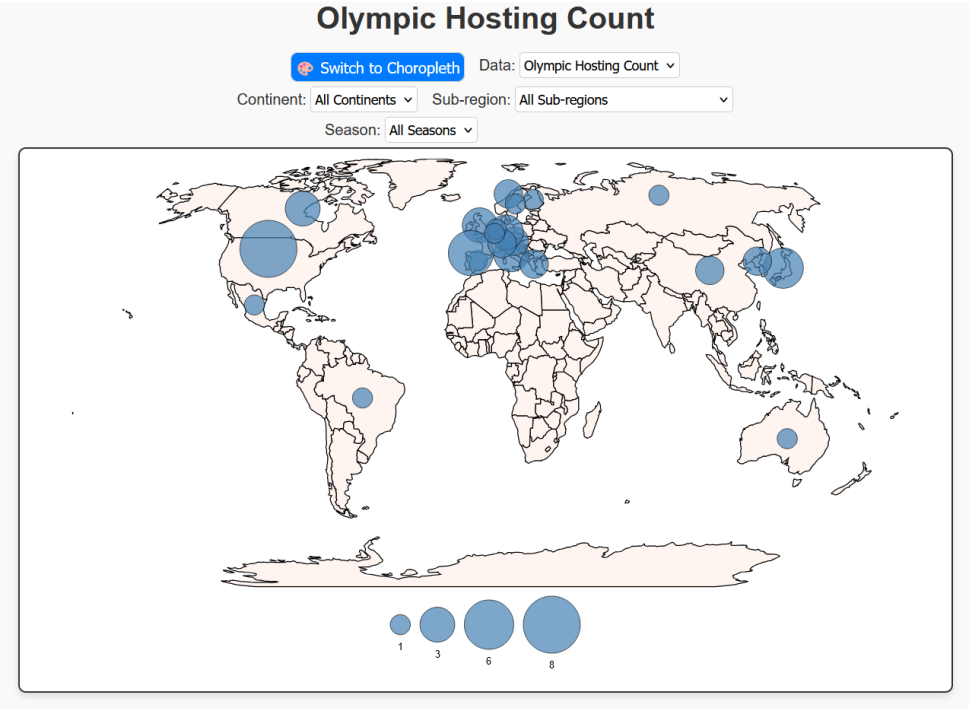 Olympic Hosting Count
🎨 Switch to Choropleth Data: Olympic Hosting Count
Continent: All Continents Sub-region: All Sub-regions
Season: All Seasons
1 3 6 8